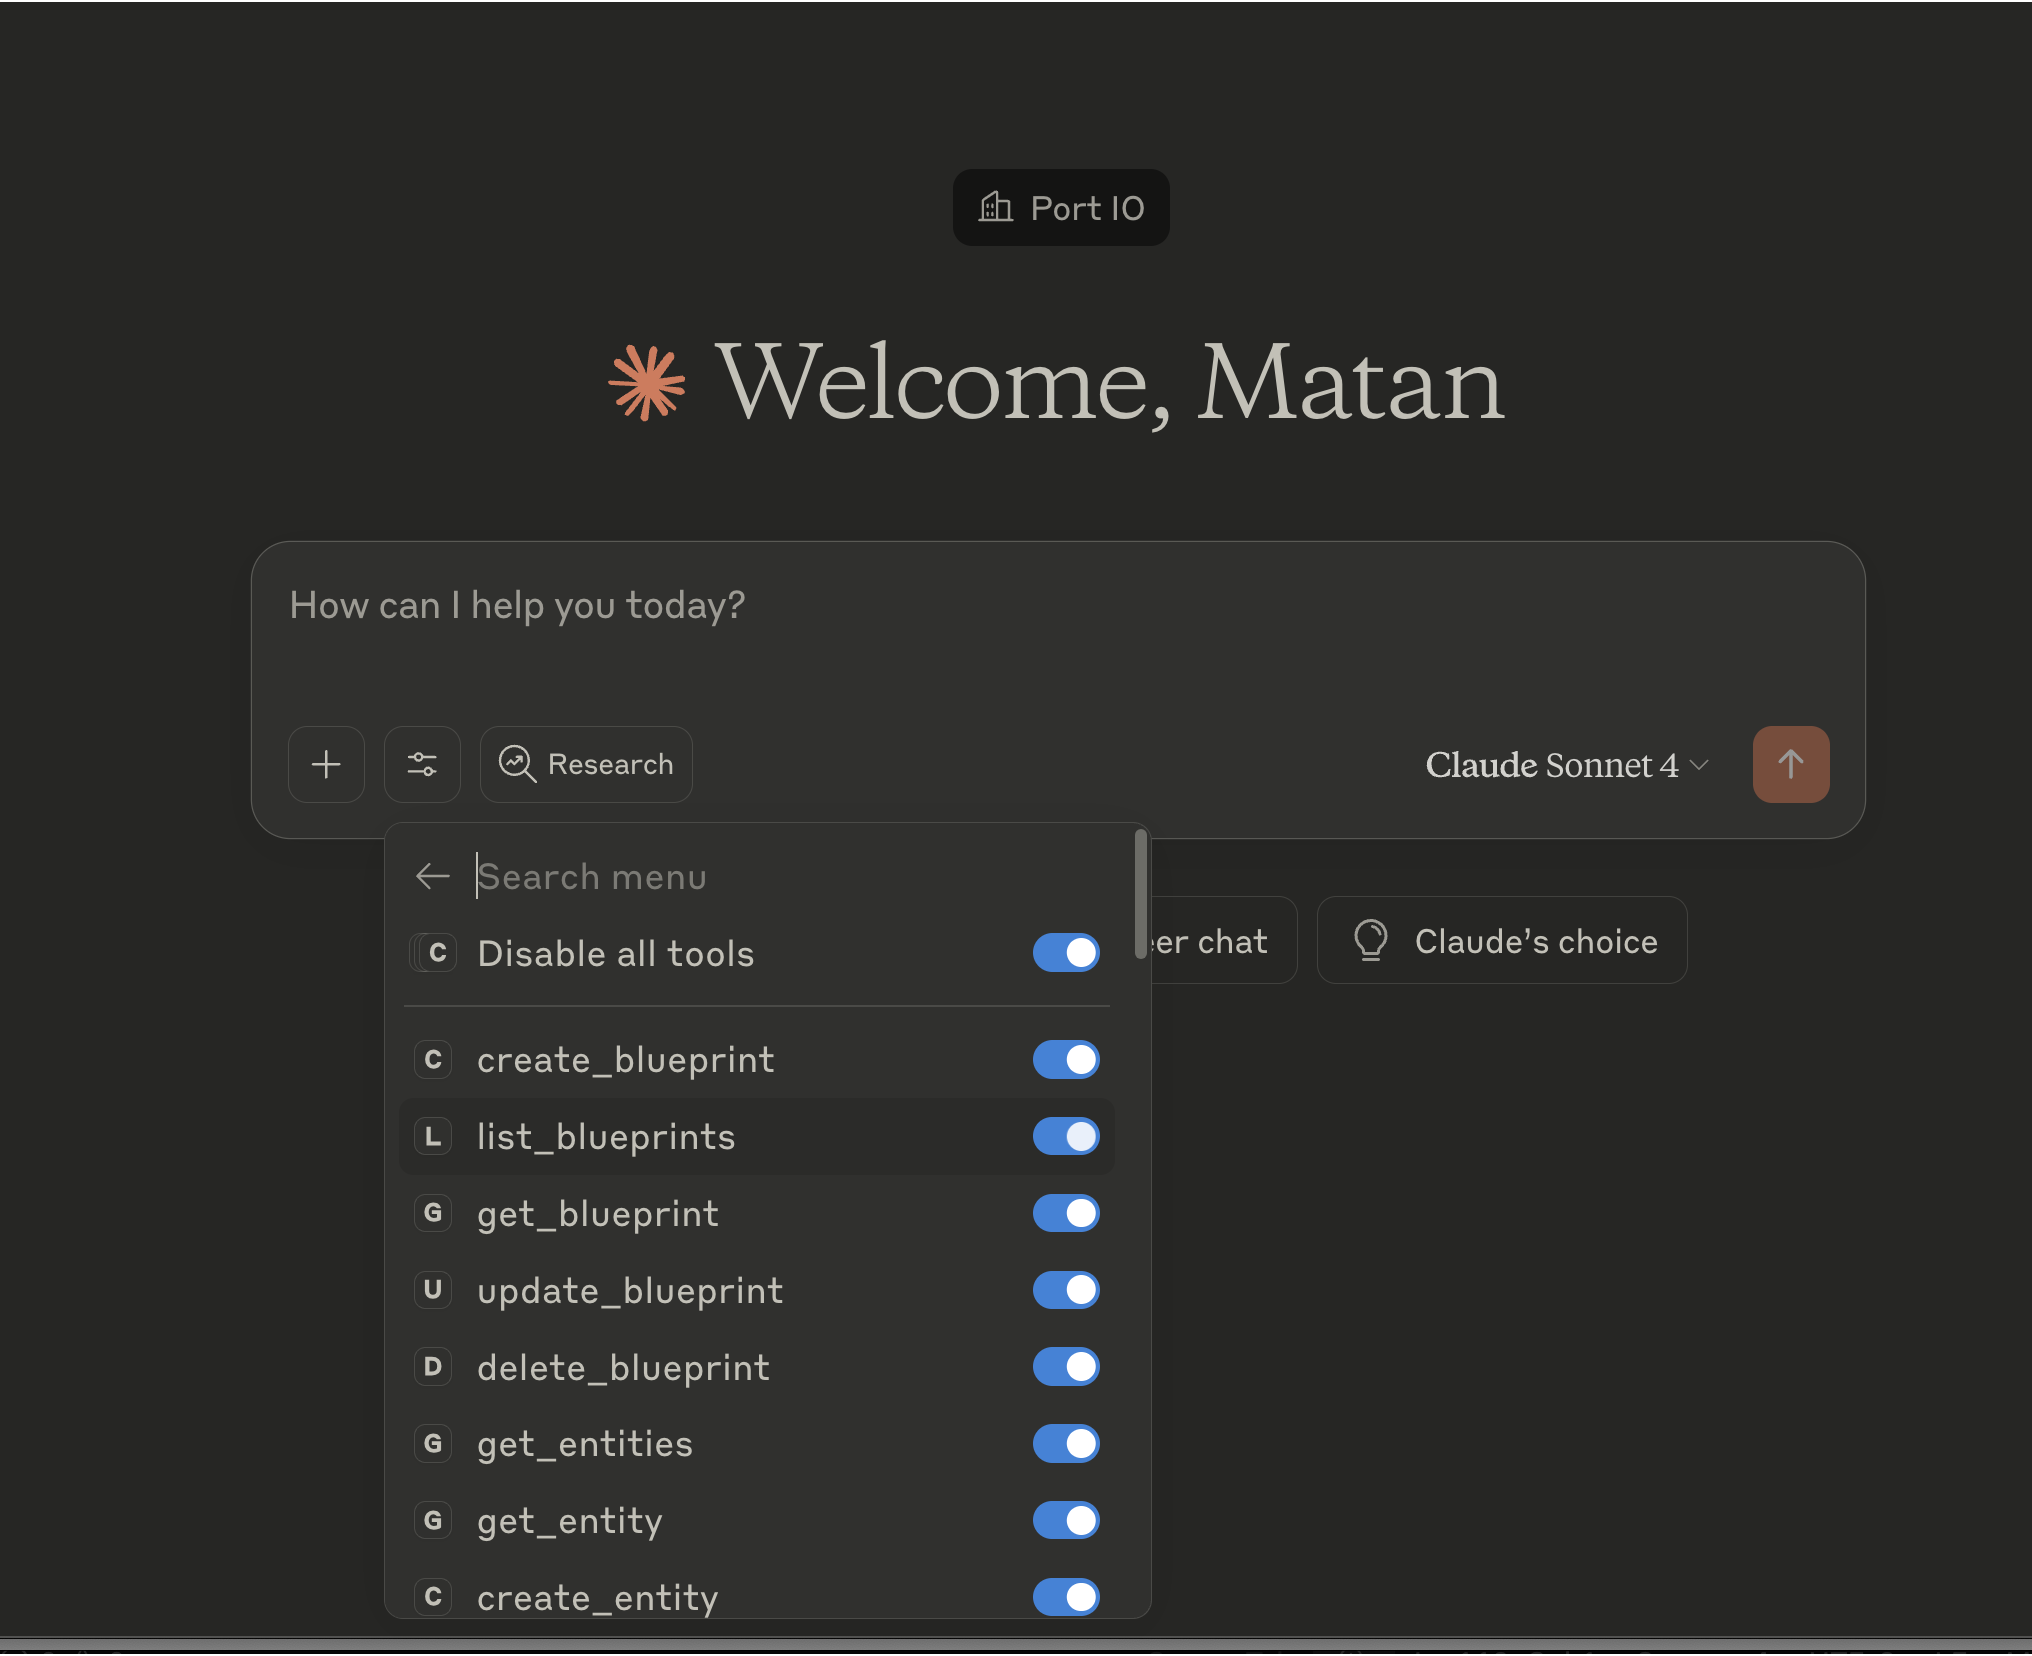 Port IO
Welcome, Matan
How can I help you today?
Research
Claude Sonnet 4
Search menu
C Disable all tools
er chat
Claude’s choice
C create_blueprint
L list_blueprints
G get_blueprint
U update_blueprint
D delete_blueprint
G get_entities
G get_entity
C create_entity